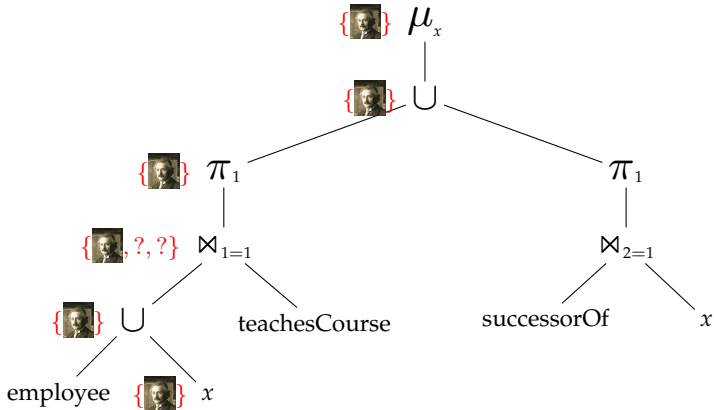 { } μx
{ } ∪
{ } π1 π1
{ , ?, ?} ⋈1=1 ⋈2=1
{ } ∪ teachesCourse successorOf x
employee { } x